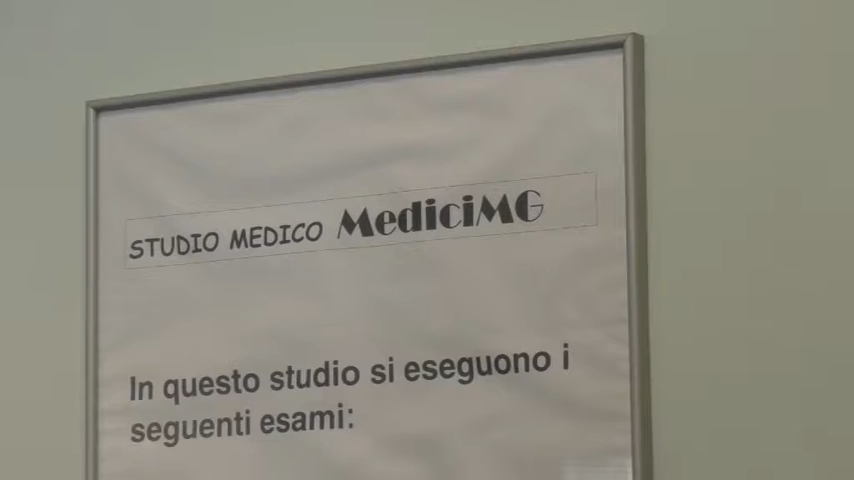 STUDIO MEDICO MediciMG
In questo studio si eseguono i
seguenti esami: